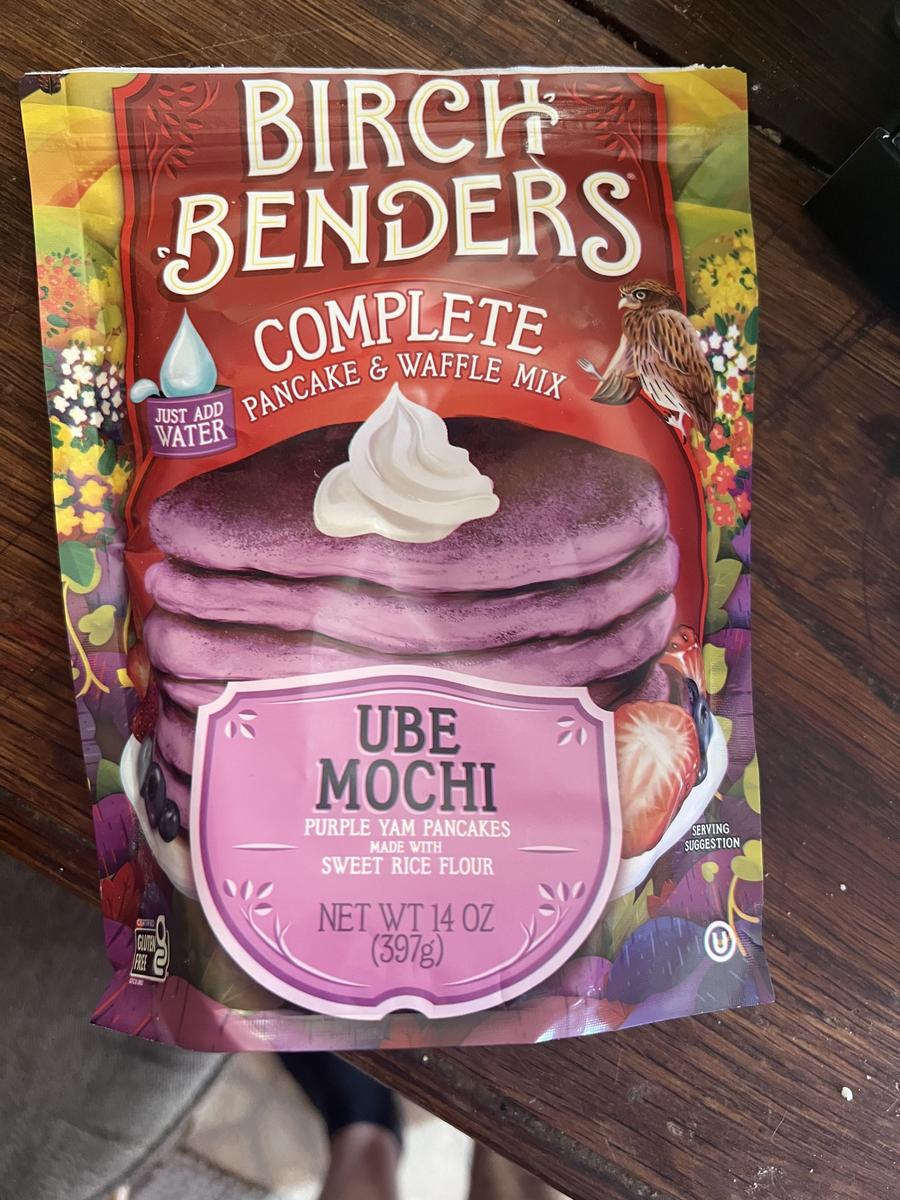 BIRCH
BENDERS®
COMPLETE
PANCAKE & WAFFLE MIX
JUST ADD
WATER
UBE
MOCHI
PURPLE YAM PANCAKES
MADE WITH
SWEET RICE FLOUR
NET WT 14 OZ
(397g)
SERVING
SUGGESTION
CERTIFIED
GLUTEN
FREE
U